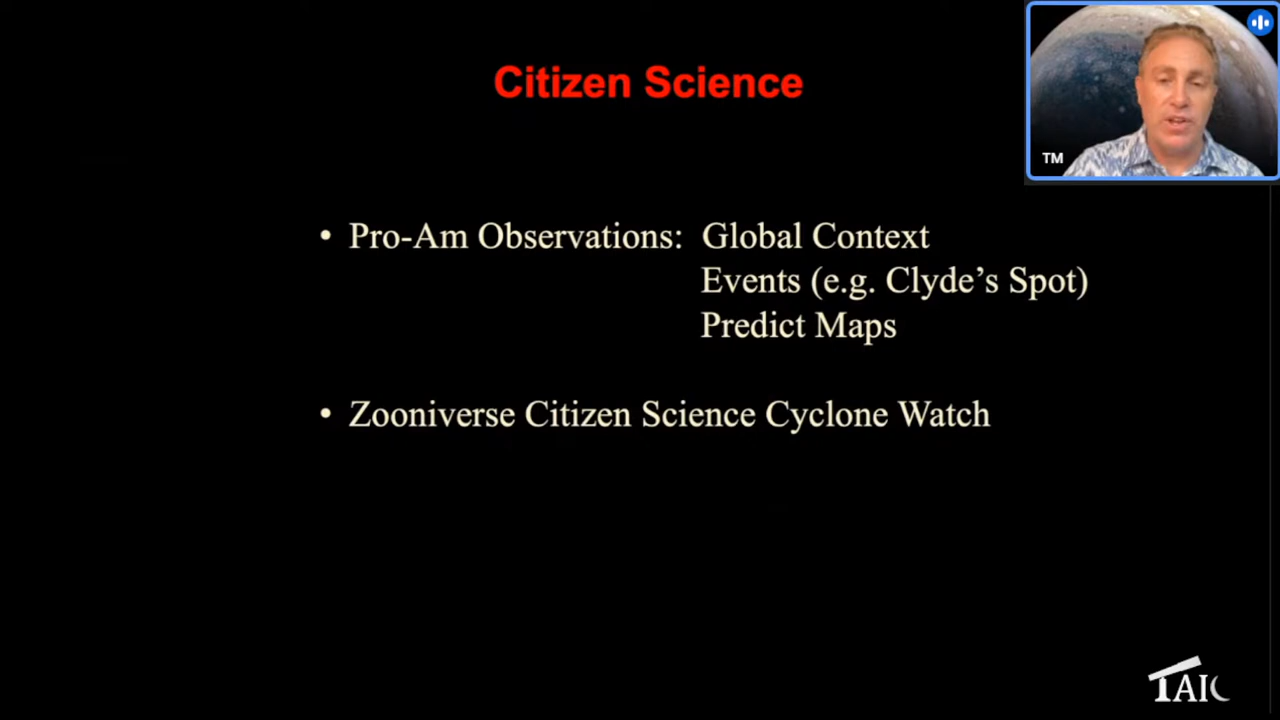 Citizen Science
TM
• Pro-Am Observations: Global Context
Events (e.g. Clyde’s Spot)
Predict Maps
• Zooniverse Citizen Science Cyclone Watch
TAIC